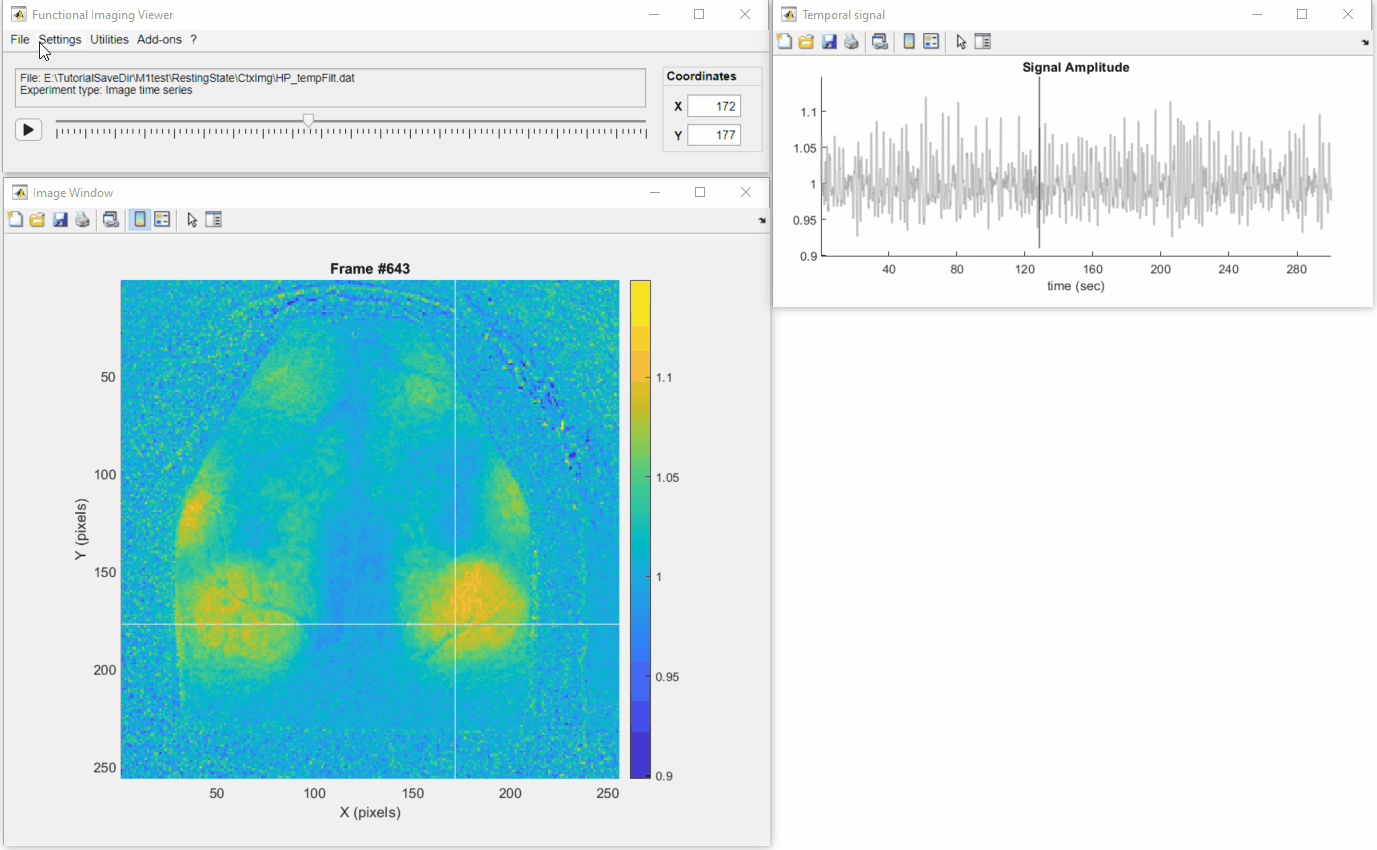 Functional Imaging Viewer
File Settings Utilities Add-ons ?
File: E:\TutorialSaveDir\M1test\RestingState\CtxImg\HP_tempFilt.dat
Experiment type: Image time series
Coordinates
X 172
Y 177
Image Window
Frame #643
50
100
150
200
250
Y (pixels)
50 100 150 200 250
X (pixels)
1.1
1.05
1
0.95
0.9
Temporal signal
Signal Amplitude
1.1
1.05
1
0.95
0.9
40 80 120 160 200 240 280
time (sec)